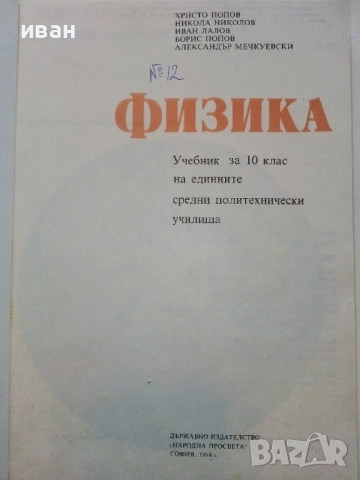 иван
ХРИСТО ПОПОВ
НИКОЛА НИКОЛОВ
ИВАН ЛАЛОВ
БОРИС ПОПОВ
АЛЕКСАНДЪР МЕЧКУЕВСКИ
№12
ФИЗИКА
Учебник за 10 клас
на единните
средни политехнически
училища
ДЪРЖАВНО ИЗДАТЕЛСТВО
«НАРОДНА ПРОСВЕТА»
СОФИЯ, 1984 г.
BAZAR.bg